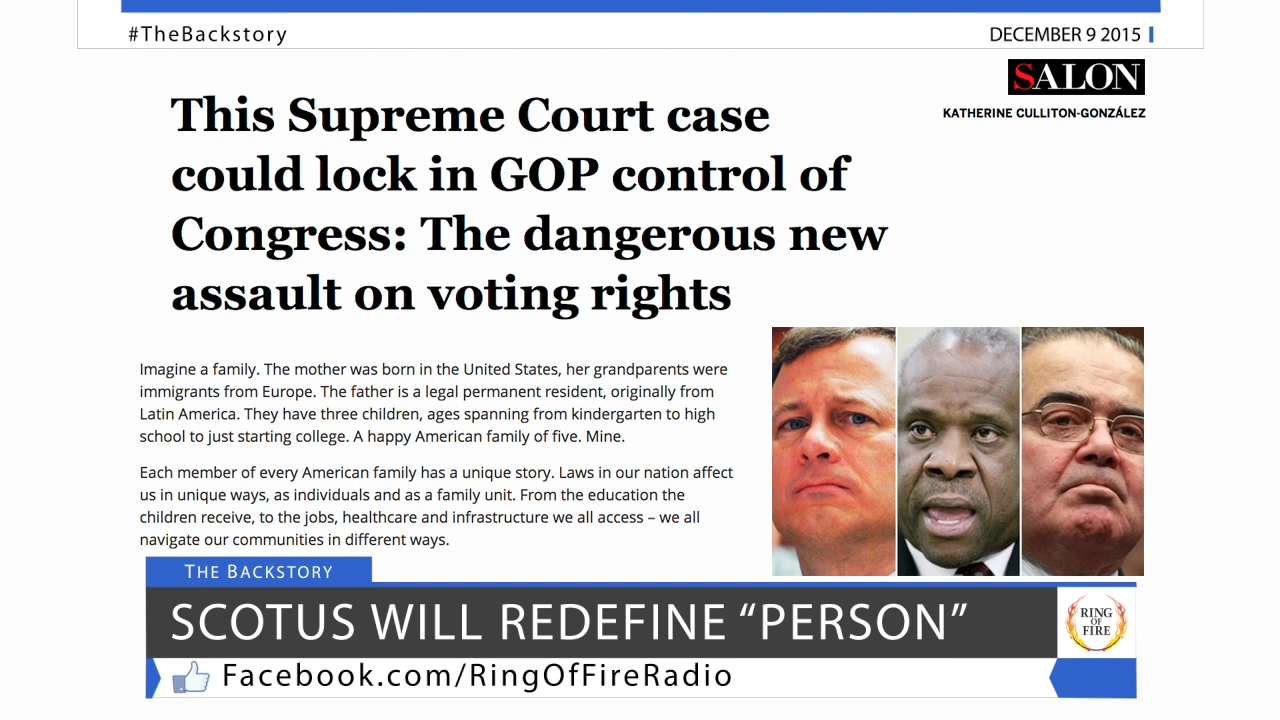 #TheBackstory
DECEMBER 9 2015
SALON
KATHERINE CULLITON-GONZÁLEZ
This Supreme Court case
could lock in GOP control of
Congress: The dangerous new
assault on voting rights
Imagine a family. The mother was born in the United States, her grandparents were
immigrants from Europe. The father is a legal permanent resident, originally from
Latin America. They have three children, ages spanning from kindergarten to high
school to just starting college. A happy American family of five. Mine.
Each member of every American family has a unique story. Laws in our nation affect
us in unique ways, as individuals and as a family unit. From the education the
children receive, to the jobs, healthcare and infrastructure we all access – we all
navigate our communities in different ways.
THE BACKSTORY
SCOTUS WILL REDEFINE “PERSON”
RING
OF
FIRE
Facebook.com/RingOfFireRadio